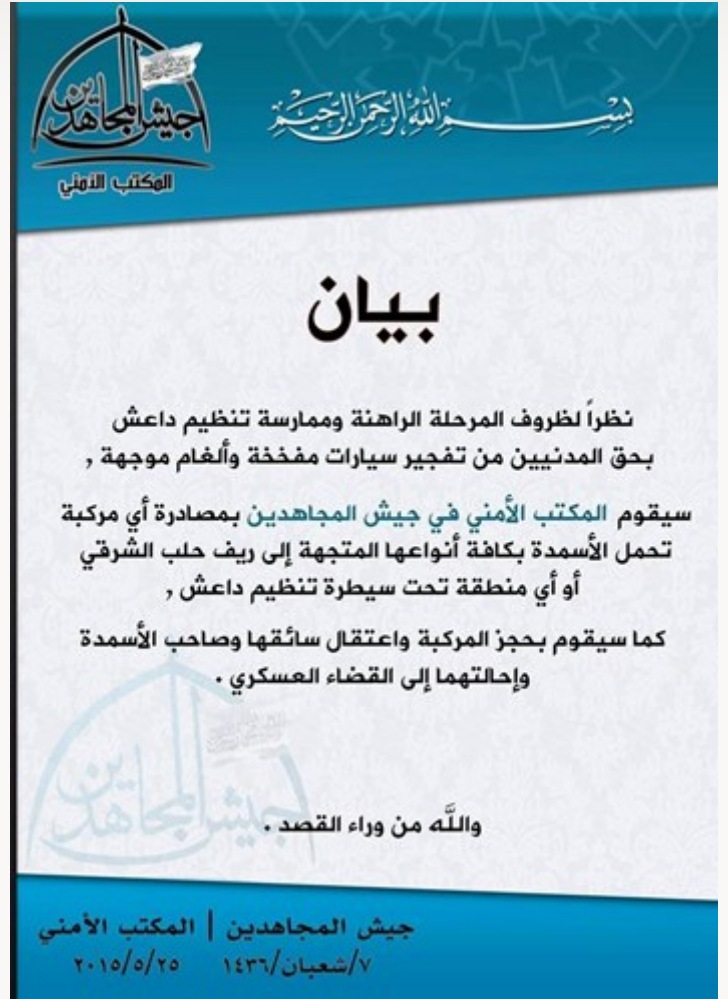 جيش المجاهدين
المكتب الأمني
بسم الله الرحمن الرحيم
بيان
نظراً لظروف المرحلة الراهنة وممارسة تنظيم داعش
بحق المدنيين من تفجير سيارات مفخخة وألغام موجهة ,
سيقوم المكتب الأمني في جيش المجاهدين بمصادرة أي مركبة
تحمل الأسمدة بكافة أنواعها المتجهة إلى ريف حلب الشرقي
أو أي منطقة تحت سيطرة تنظيم داعش ,
كما سيقوم بحجز المركبة واعتقال سائقها وصاحب الأسمدة
وإحالتهما إلى القضاء العسكري .
جيش المجاهدين
والله من وراء القصد .
جيش المجاهدين | المكتب الأمني
٧/شعبان/١٤٣٦ ٢٠١٥/٥/٢٥